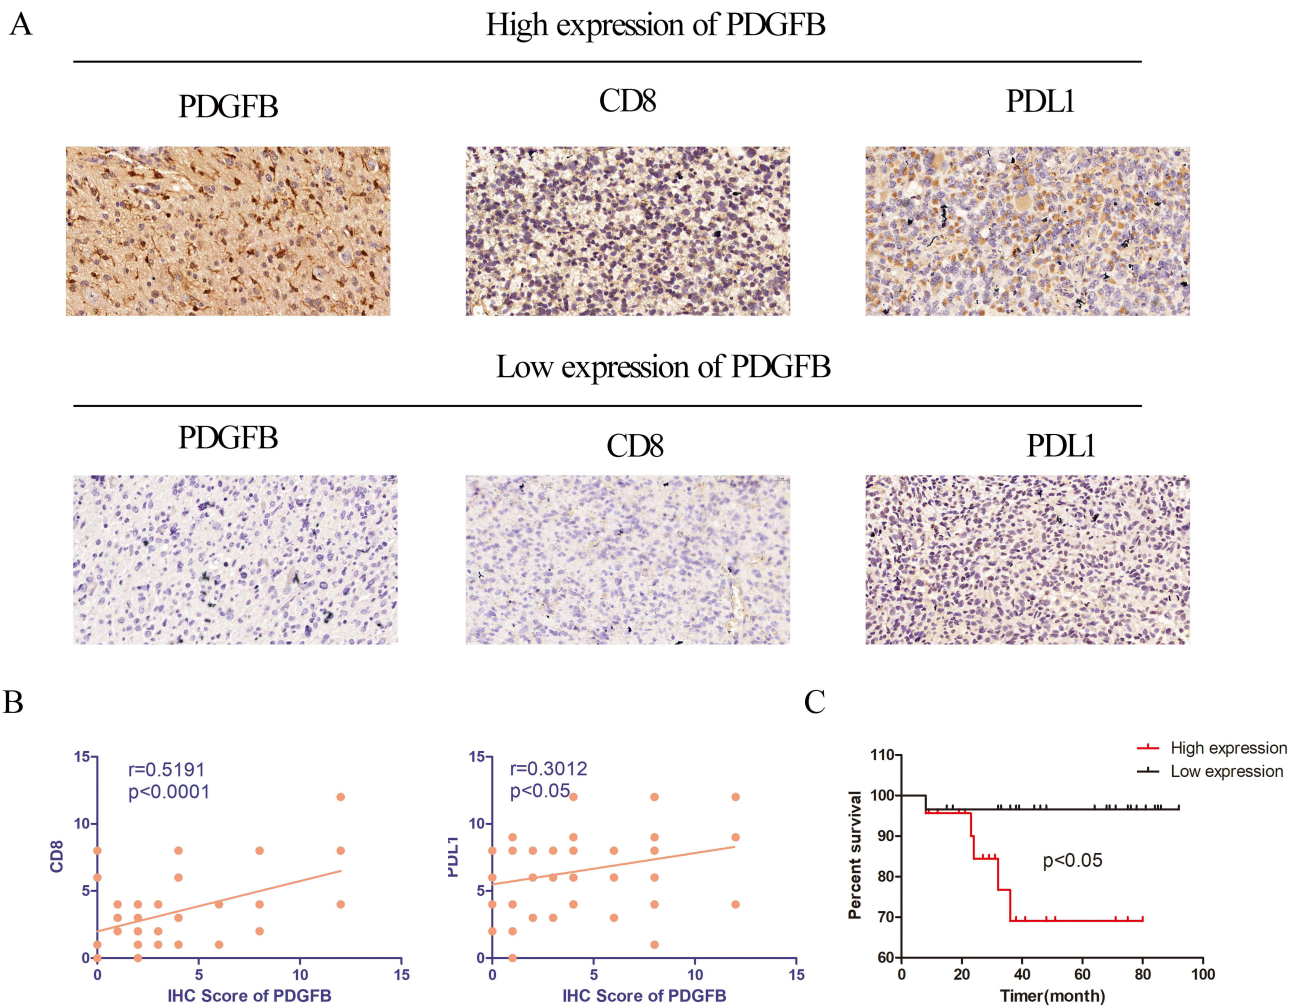 A
High expression of PDGFB
PDGFB
CD8
PDL1
Low expression of PDGFB
PDGFB
CD8
PDL1
B
15
10
5
0
CD8
r=0.5191
p<0.0001
0
5
10
15
IHC Score of PDGFB
15
10
5
0
PDL1
r=0.3012
p<0.05
0
5
10
15
IHC Score of PDGFB
C
High expression
Low expression
110
100
90
80
70
60
Percent survival
p<0.05
0
20
40
60
80
100
Timer(month)